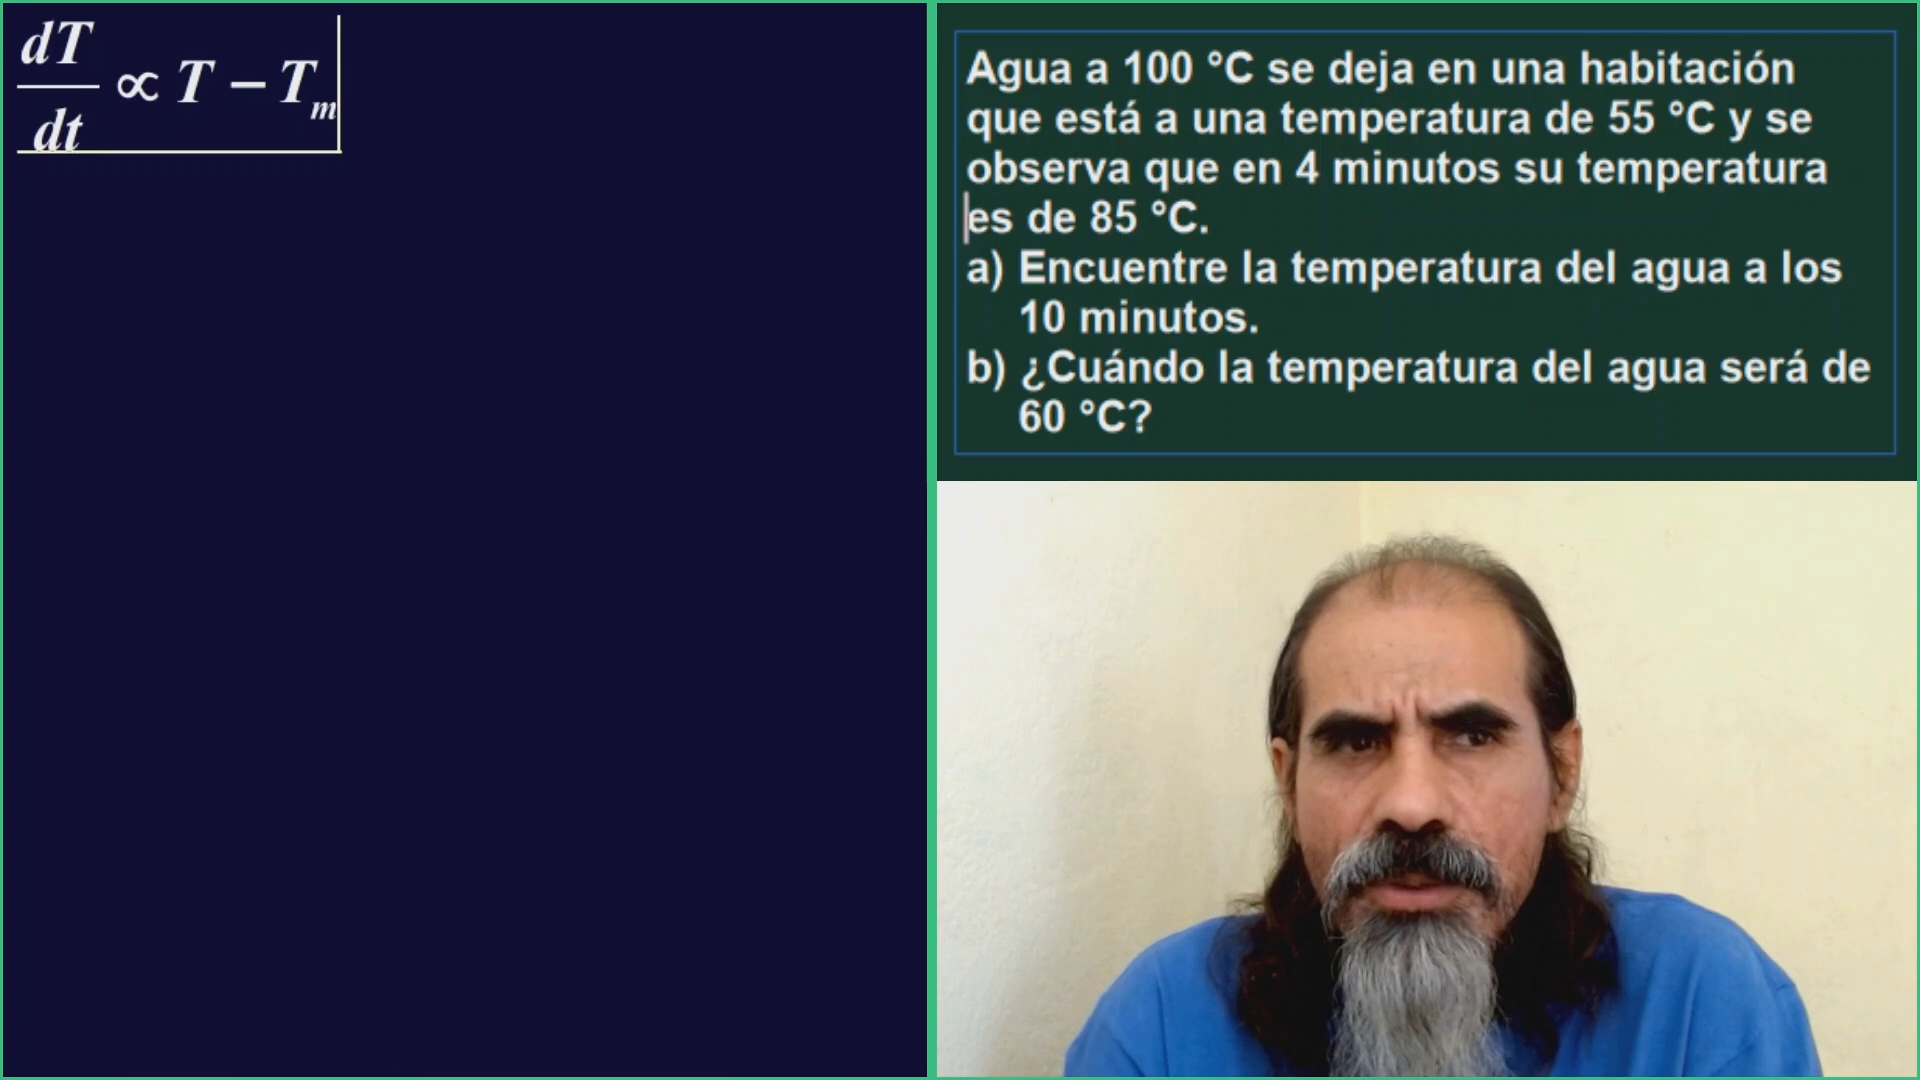 dT/dt ∝ T − Tₘ
Agua a 100 °C se deja en una habitación
que está a una temperatura de 55 °C y se
observa que en 4 minutos su temperatura
es de 85 °C.
a) Encuentre la temperatura del agua a los
10 minutos.
b) ¿Cuándo la temperatura del agua será de
60 °C?